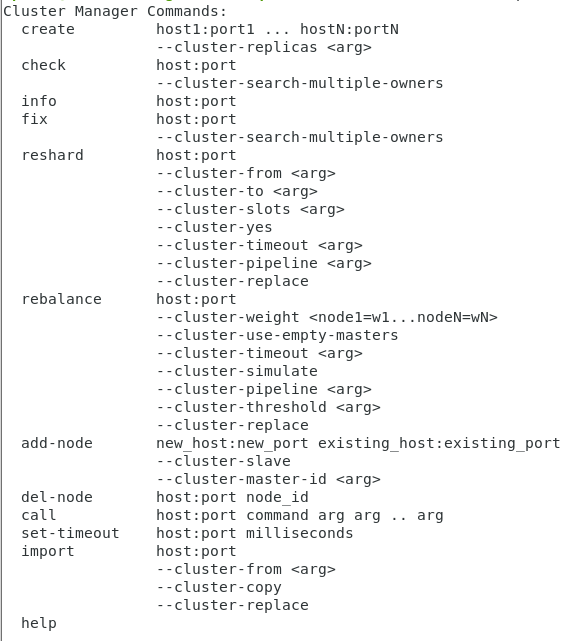 Cluster Manager Commands:
  create         host1:port1 ... hostN:portN
                 --cluster-replicas <arg>
  check          host:port
                 --cluster-search-multiple-owners
  info           host:port
  fix            host:port
                 --cluster-search-multiple-owners
  reshard        host:port
                 --cluster-from <arg>
                 --cluster-to <arg>
                 --cluster-slots <arg>
                 --cluster-yes
                 --cluster-timeout <arg>
                 --cluster-pipeline <arg>
                 --cluster-replace
  rebalance      host:port
                 --cluster-weight <node1=w1...nodeN=wN>
                 --cluster-use-empty-masters
                 --cluster-timeout <arg>
                 --cluster-simulate
                 --cluster-pipeline <arg>
                 --cluster-threshold <arg>
                 --cluster-replace
  add-node       new_host:new_port existing_host:existing_port
                 --cluster-slave
                 --cluster-master-id <arg>
  del-node       host:port node_id
  call           host:port command arg arg .. arg
  set-timeout    host:port milliseconds
  import         host:port
                 --cluster-from <arg>
                 --cluster-copy
                 --cluster-replace
  help